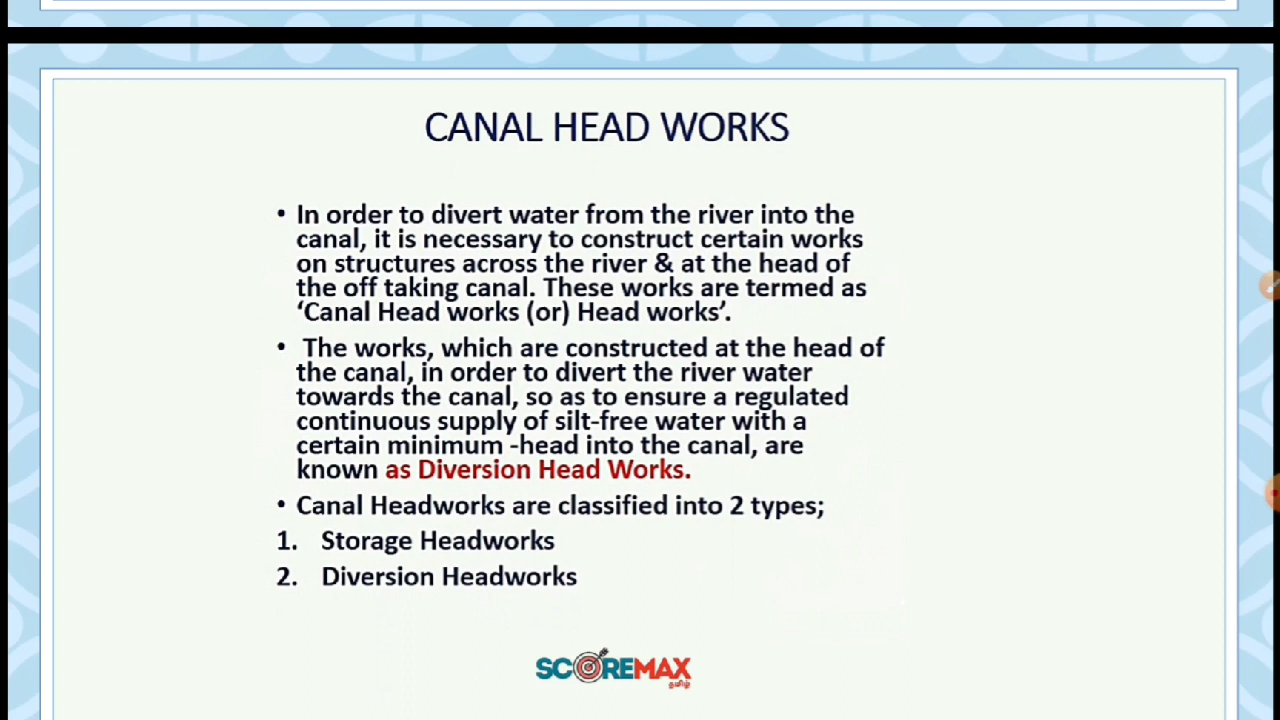 CANAL HEAD WORKS
• In order to divert water from the river into the
canal, it is necessary to construct certain works
on structures across the river & at the head of
the off taking canal. These works are termed as
‘Canal Head works (or) Head works’.
• The works, which are constructed at the head of
the canal, in order to divert the river water
towards the canal, so as to ensure a regulated
continuous supply of silt-free water with a
certain minimum -head into the canal, are
known as Diversion Head Works.
• Canal Headworks are classified into 2 types;
1. Storage Headworks
2. Diversion Headworks
SCOREMAX
தமிழ்